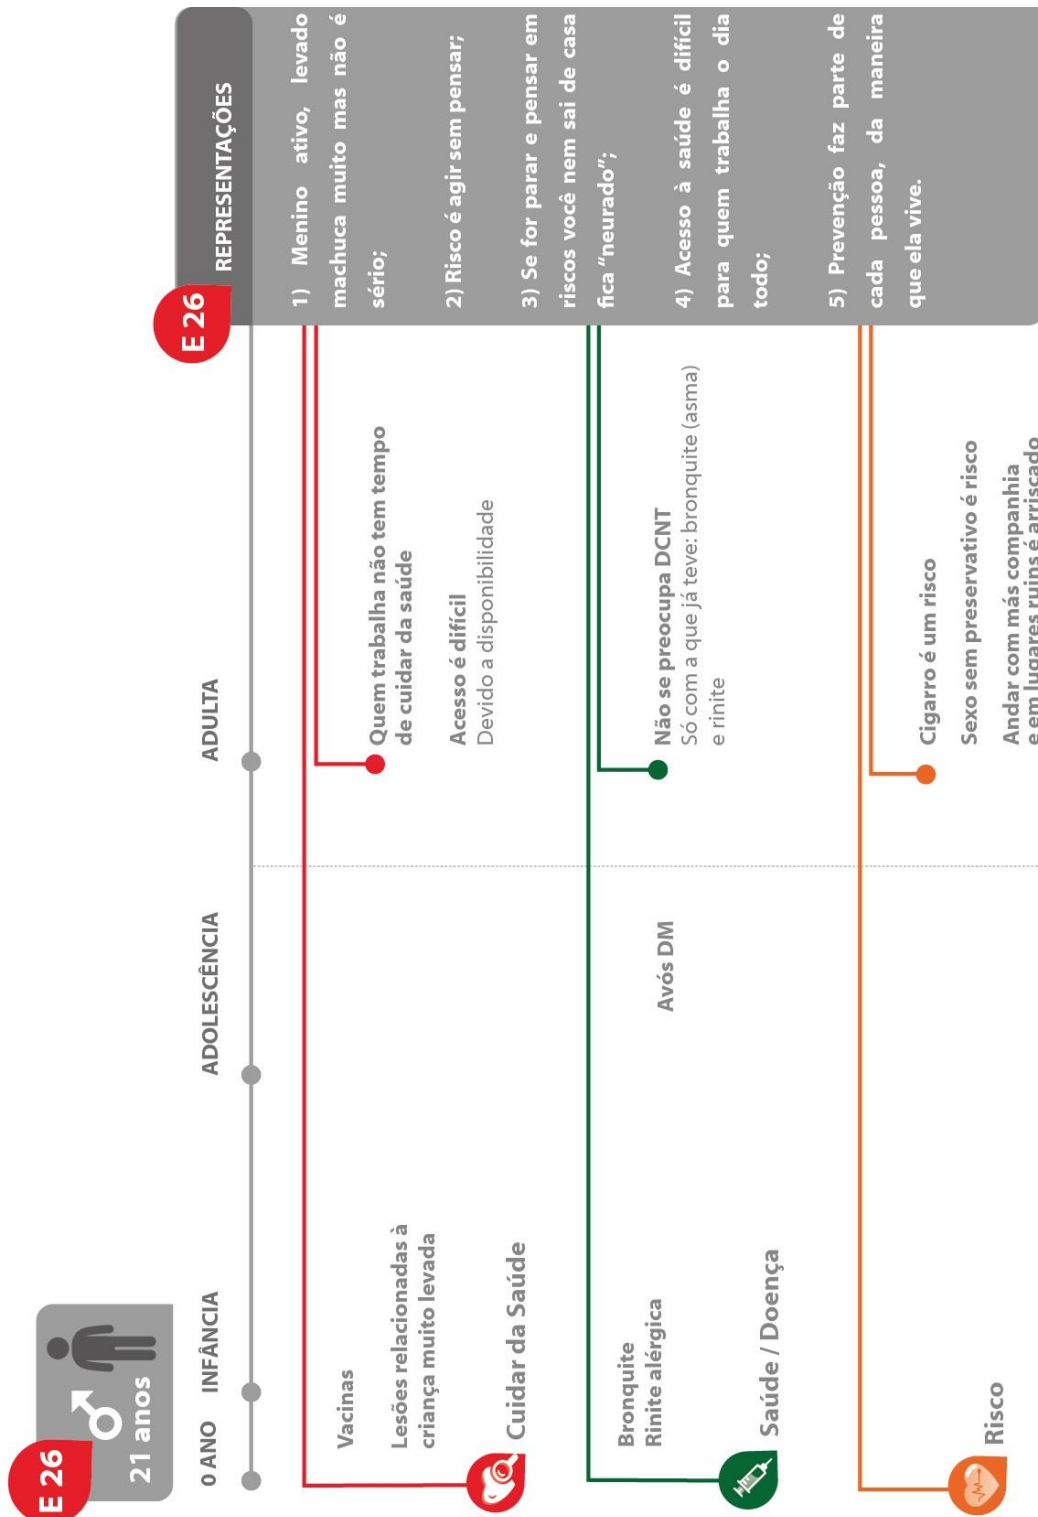 E 26
21 anos
0 ANO
INFÂNCIA
ADOLESCÊNCIA
ADULTA
Vacinas
Lesões relacionadas à
criança muito levada
Cuidar da Saúde
Quem trabalha não tem tempo
de cuidar da saúde
Acesso é difícil
Devido a disponibilidade
Bronquite
Rinite alérgica
Saúde / Doença
Avós DM
Não se preocupa DCNT
Só com a que já teve: bronquite (asma)
e rinite
Risco
Cigarro é um risco
Sexo sem preservativo é risco
Andar com más companhia
e em lugares ruins é arriscado
E 26
REPRESENTAÇÕES
1) Menino ativo, levado
machuca muito mas não é
sério;
2) Risco é agir sem pensar;
3) Se for parar e pensar em
riscos você nem sai de casa
fica "neurado";
4) Acesso à saúde é difícil
para quem trabalha o dia
todo;
5) Prevenção faz parte de
cada pessoa, da maneira
que ela vive.